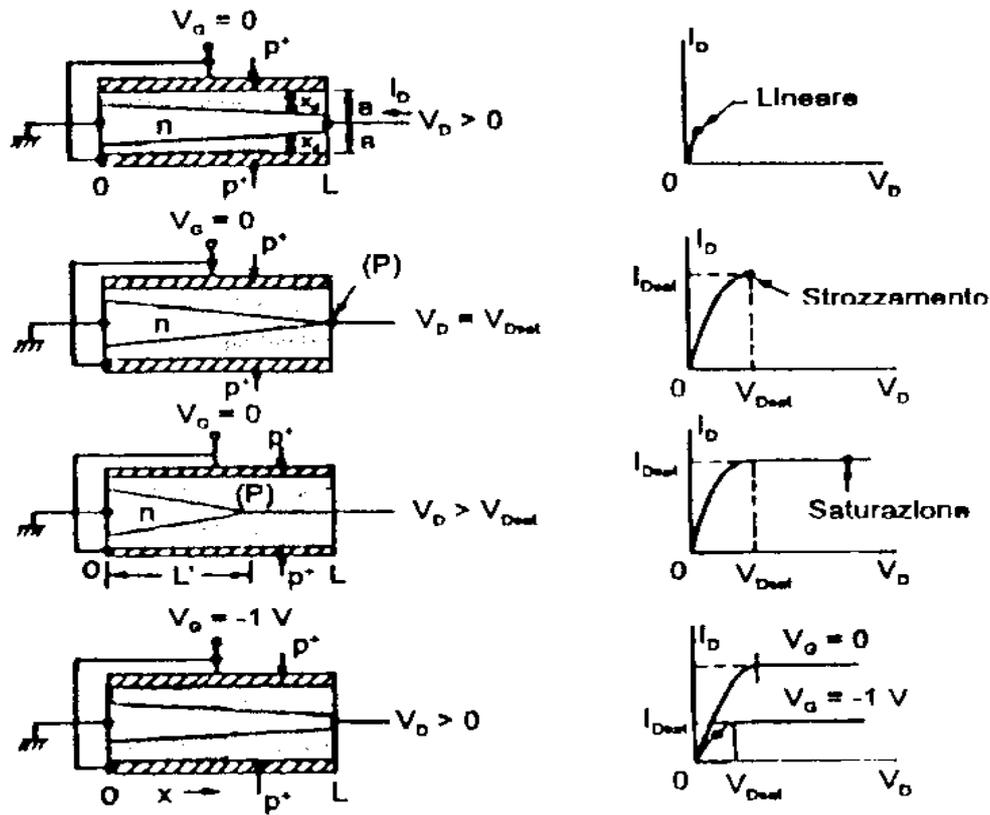 V_G = 0
p⁺
I_D
n
x_d
a
V_D > 0
x_d
a
0
p⁺
L
I_D
Lineare
0
V_D
V_G = 0
p⁺
(P)
n
V_D = V_Dsat
p⁺
I_D
I_Dsat
Strozzamento
0
V_Dsat
V_D
V_G = 0
p⁺
(P)
n
V_D > V_Dsat
0
L'
p⁺
L
I_D
I_Dsat
Saturazione
0
V_Dsat
V_D
V_G = -1 V
p⁺
V_D > 0
0
x
p⁺
L
I_D
V_G = 0
V_G = -1 V
I_Dsat
0
V_Dsat
V_D